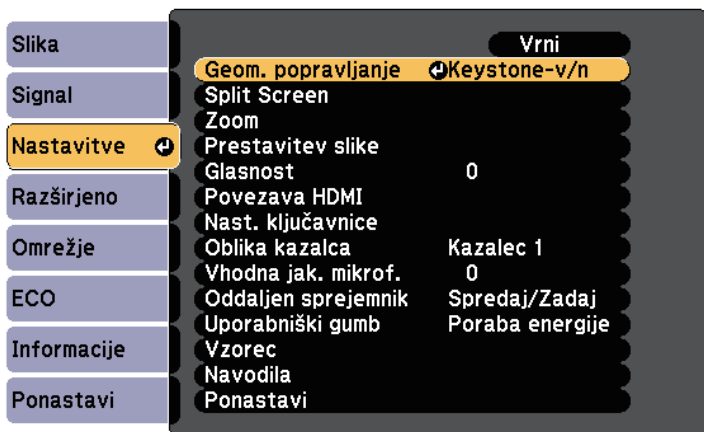 Slika
Signal
Nastavitve
Razširjeno
Omrežje
ECO
Informacije
Ponastavi
Vrni
Geom. popravljanje Keystone-v/n
Split Screen
Zoom
Prestavitev slike
Glasnost 0
Povezava HDMI
Nast. ključavnice
Oblika kazalca Kazalec 1
Vhodna jak. mikrof. 0
Oddaljen sprejemnik Spredaj/Zadaj
Uporabniški gumb Poraba energije
Vzorec
Navodila
Ponastavi